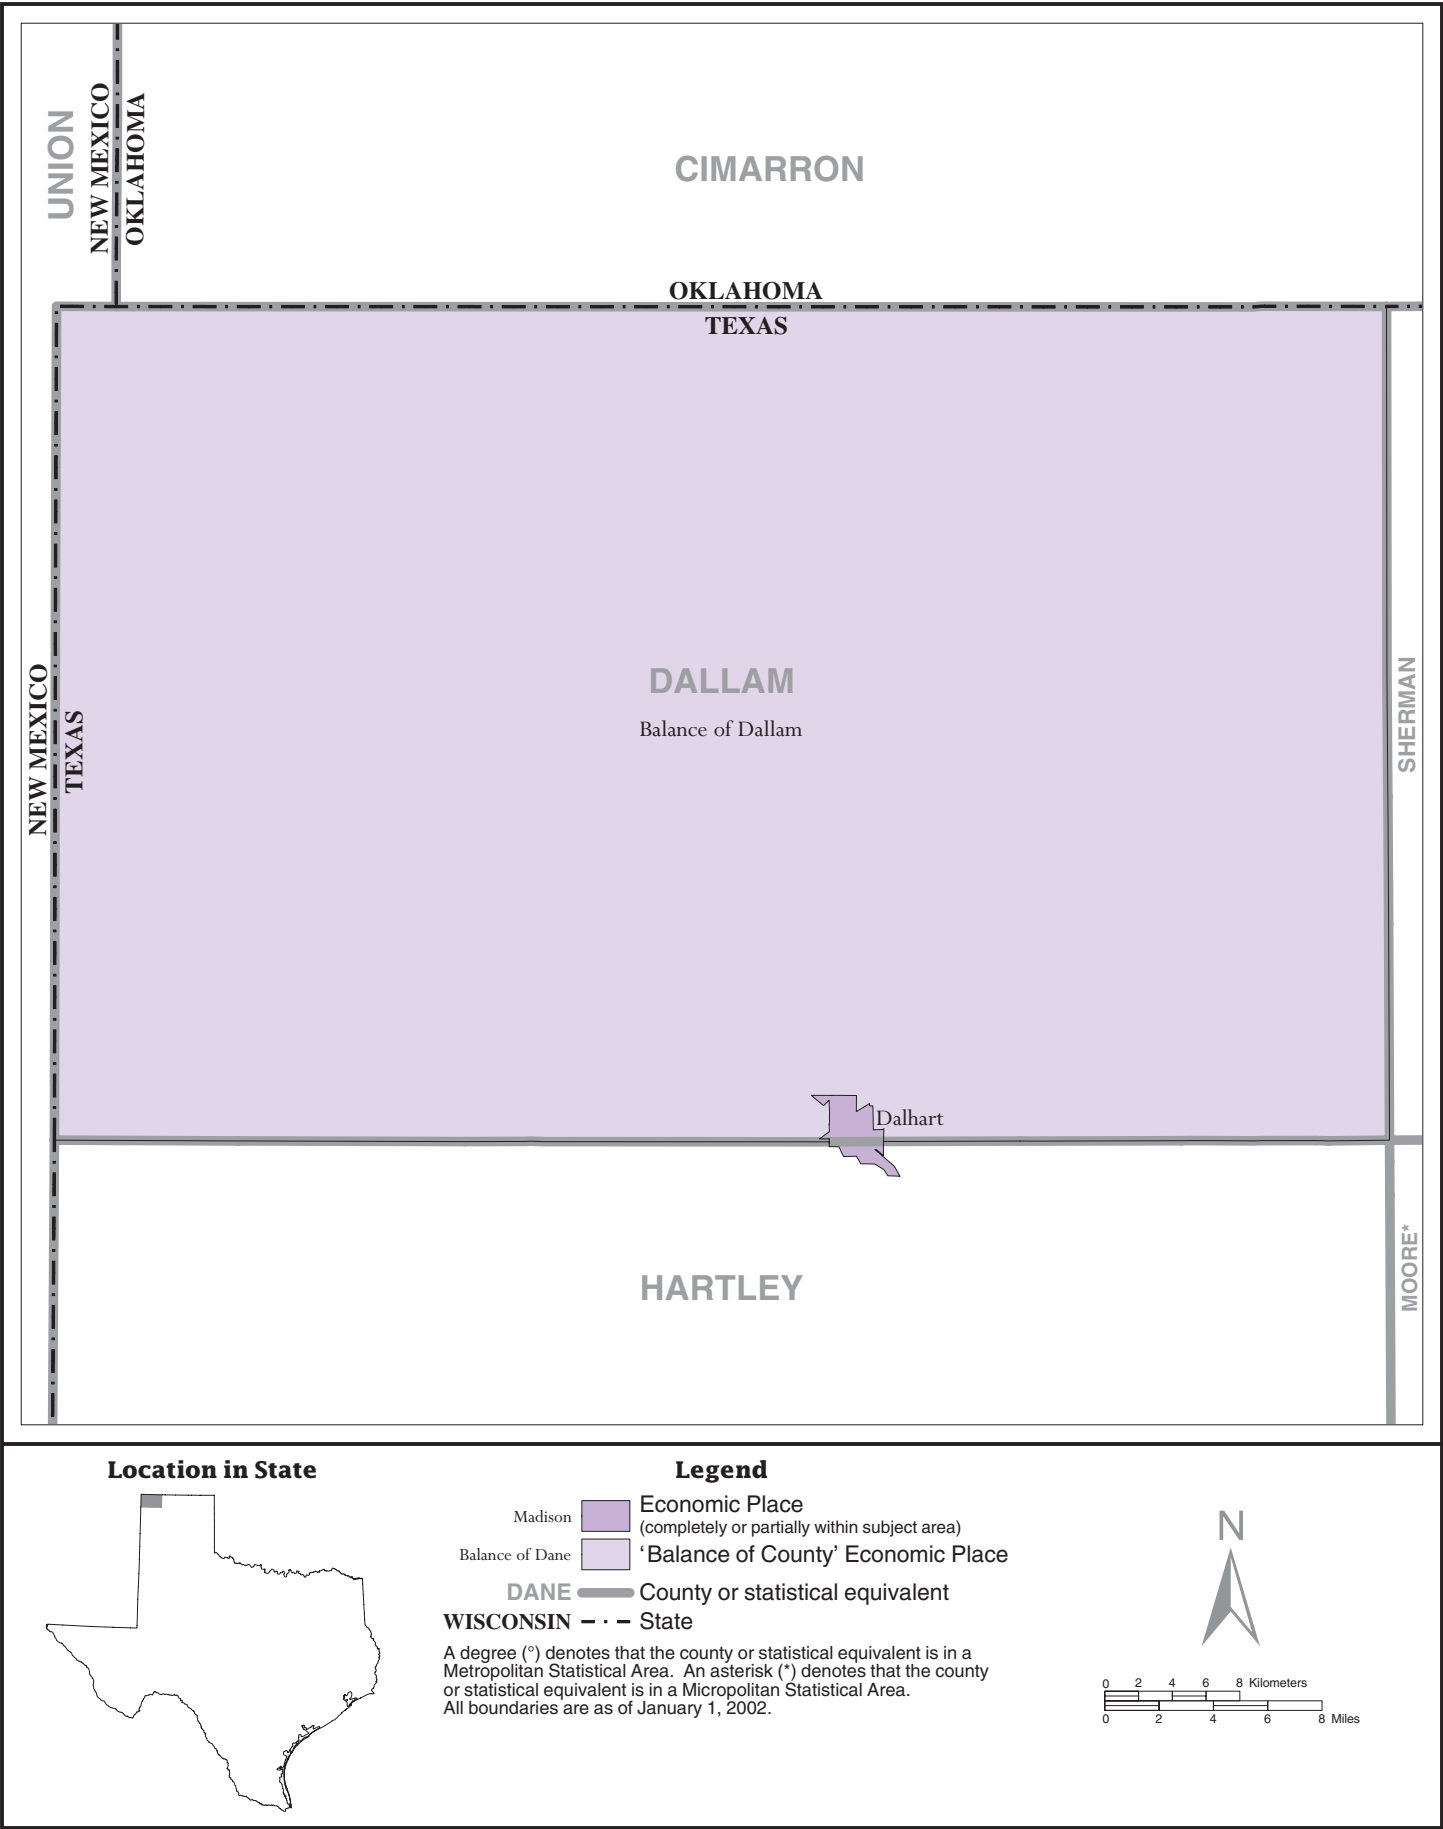 UNION
NEW MEXICO
OKLAHOMA
CIMARRON
OKLAHOMA
TEXAS
NEW MEXICO
TEXAS
DALLAM
Balance of Dallam
SHERMAN
Dalhart
HARTLEY
MOORE*
Location in State
Legend
Madison
Economic Place
(completely or partially within subject area)
Balance of Dane
‘Balance of County’ Economic Place
DANE
County or statistical equivalent
WISCONSIN
State
A degree (°) denotes that the county or statistical equivalent is in a
Metropolitan Statistical Area. An asterisk (*) denotes that the county
or statistical equivalent is in a Micropolitan Statistical Area.
All boundaries are as of January 1, 2002.
N
0 2 4 6 8 Kilometers
0 2 4 6 8 Miles